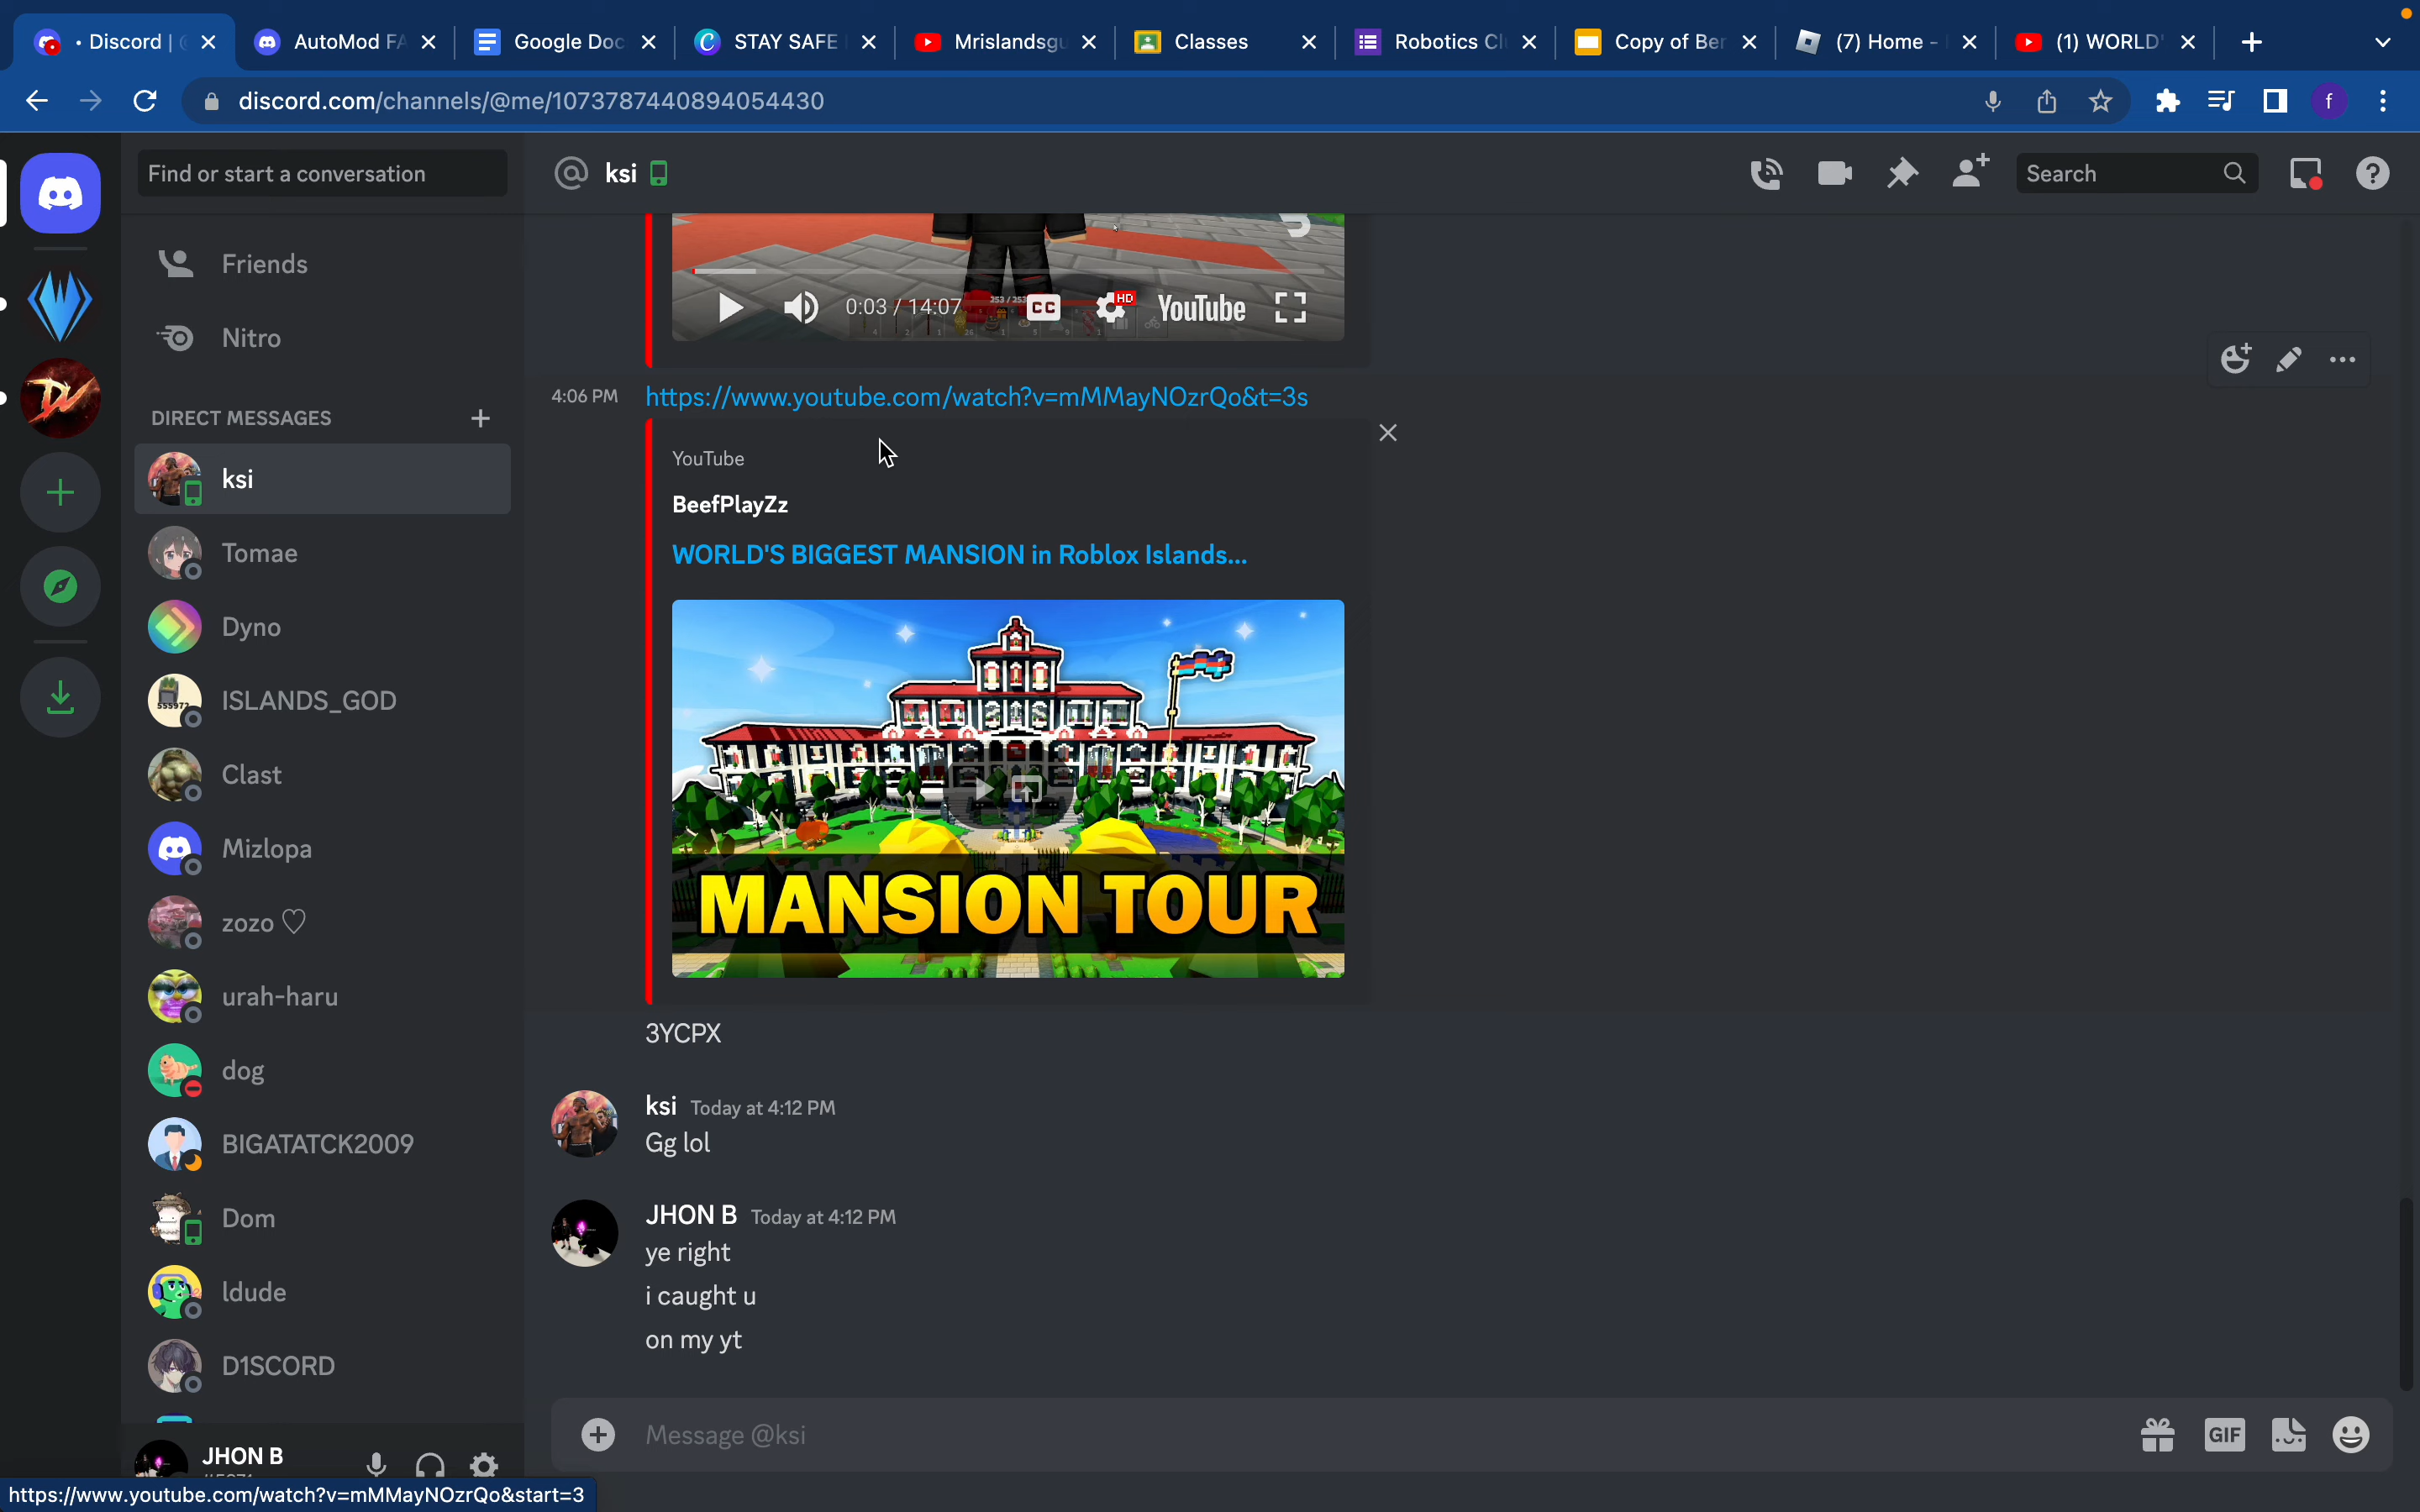 • Discord |
AutoMod FA
Google Doc
STAY SAFE
Mrislandsgu
Classes
Robotics Cl
Copy of Ber
(7) Home -
(1) WORLD'
discord.com/channels/@me/1073787440894054430
f
Find or start a conversation
@ ksi
Search
Friends
Nitro
DIRECT MESSAGES
ksi
Tomae
Dyno
ISLANDS_GOD
Clast
Mizlopa
zozo ♡
urah-haru
dog
BIGATATCK2009
Dom
ldude
D1SCORD
JHON B
0:03 / 14:07
CC
HD
YouTube
4:06 PM https://www.youtube.com/watch?v=mMMayNOzrQo&t=3s
YouTube
BeefPlayZz
WORLD'S BIGGEST MANSION in Roblox Islands...
MANSION TOUR
3YCPX
ksi Today at 4:12 PM
Gg lol
JHON B Today at 4:12 PM
ye right
i caught u
on my yt
Message @ksi
GIF
https://www.youtube.com/watch?v=mMMayNOzrQo&start=3